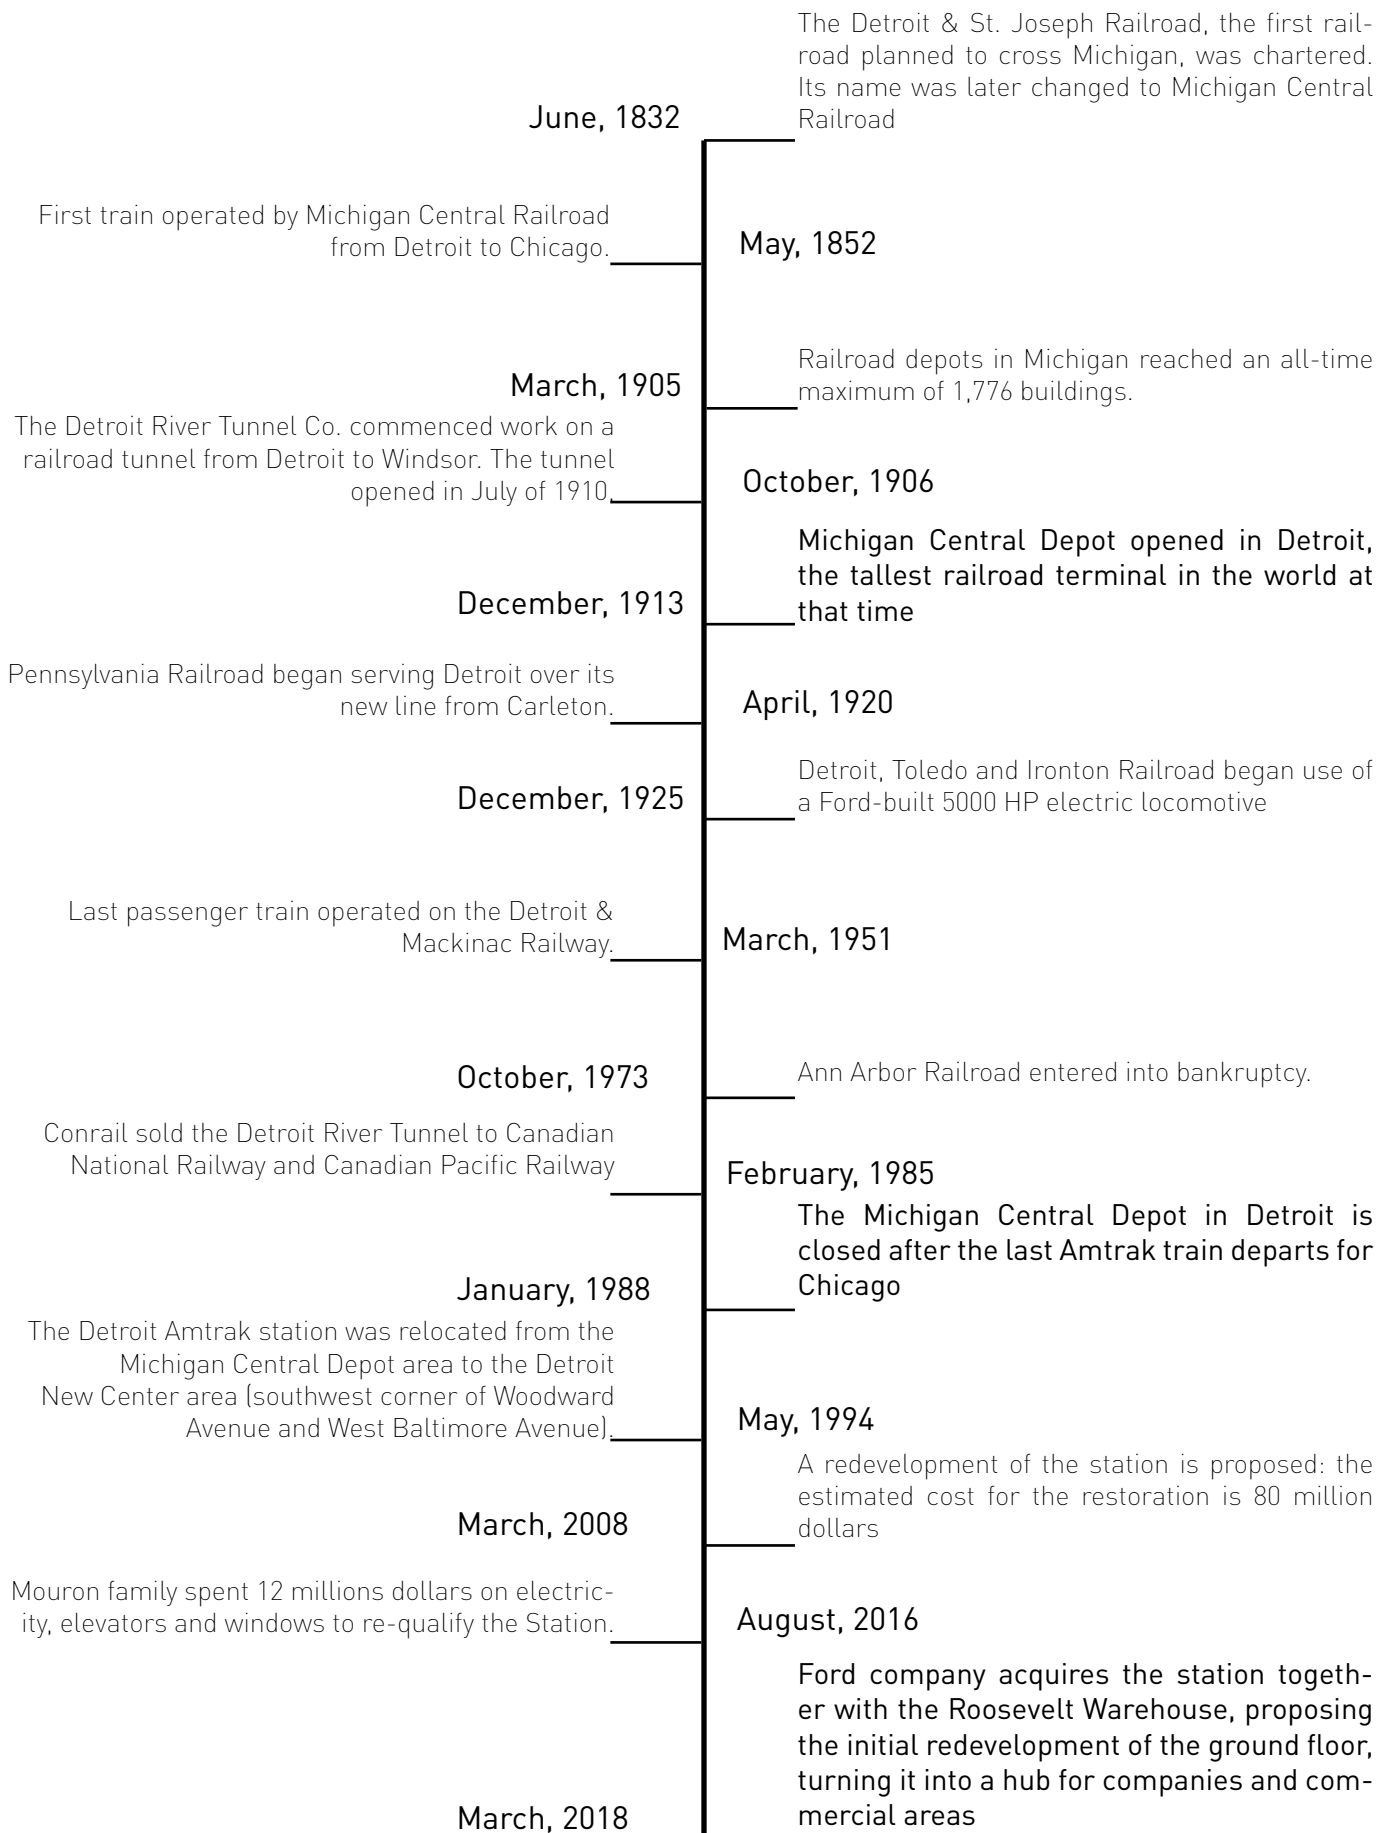 The Detroit & St. Joseph Railroad, the first rail-
road planned to cross Michigan, was chartered.
Its name was later changed to Michigan Central
Railroad
June, 1832
First train operated by Michigan Central Railroad
from Detroit to Chicago.
May, 1852
Railroad depots in Michigan reached an all-time
maximum of 1,776 buildings.
March, 1905
The Detroit River Tunnel Co. commenced work on a
railroad tunnel from Detroit to Windsor. The tunnel
opened in July of 1910.
October, 1906
Michigan Central Depot opened in Detroit,
the tallest railroad terminal in the world at
that time
December, 1913
Pennsylvania Railroad began serving Detroit over its
new line from Carleton.
April, 1920
Detroit, Toledo and Ironton Railroad began use of
a Ford-built 5000 HP electric locomotive
December, 1925
Last passenger train operated on the Detroit &
Mackinac Railway.
March, 1951
Ann Arbor Railroad entered into bankruptcy.
October, 1973
Conrail sold the Detroit River Tunnel to Canadian
National Railway and Canadian Pacific Railway
February, 1985
The Michigan Central Depot in Detroit is
closed after the last Amtrak train departs for
Chicago
January, 1988
The Detroit Amtrak station was relocated from the
Michigan Central Depot area to the Detroit
New Center area (southwest corner of Woodward
Avenue and West Baltimore Avenue).
May, 1994
A redevelopment of the station is proposed: the
estimated cost for the restoration is 80 million
dollars
March, 2008
Mouron family spent 12 millions dollars on electric-
ity, elevators and windows to re-qualify the Station.
August, 2016
Ford company acquires the station togeth-
er with the Roosevelt Warehouse, proposing
the initial redevelopment of the ground floor,
turning it into a hub for companies and com-
mercial areas
March, 2018